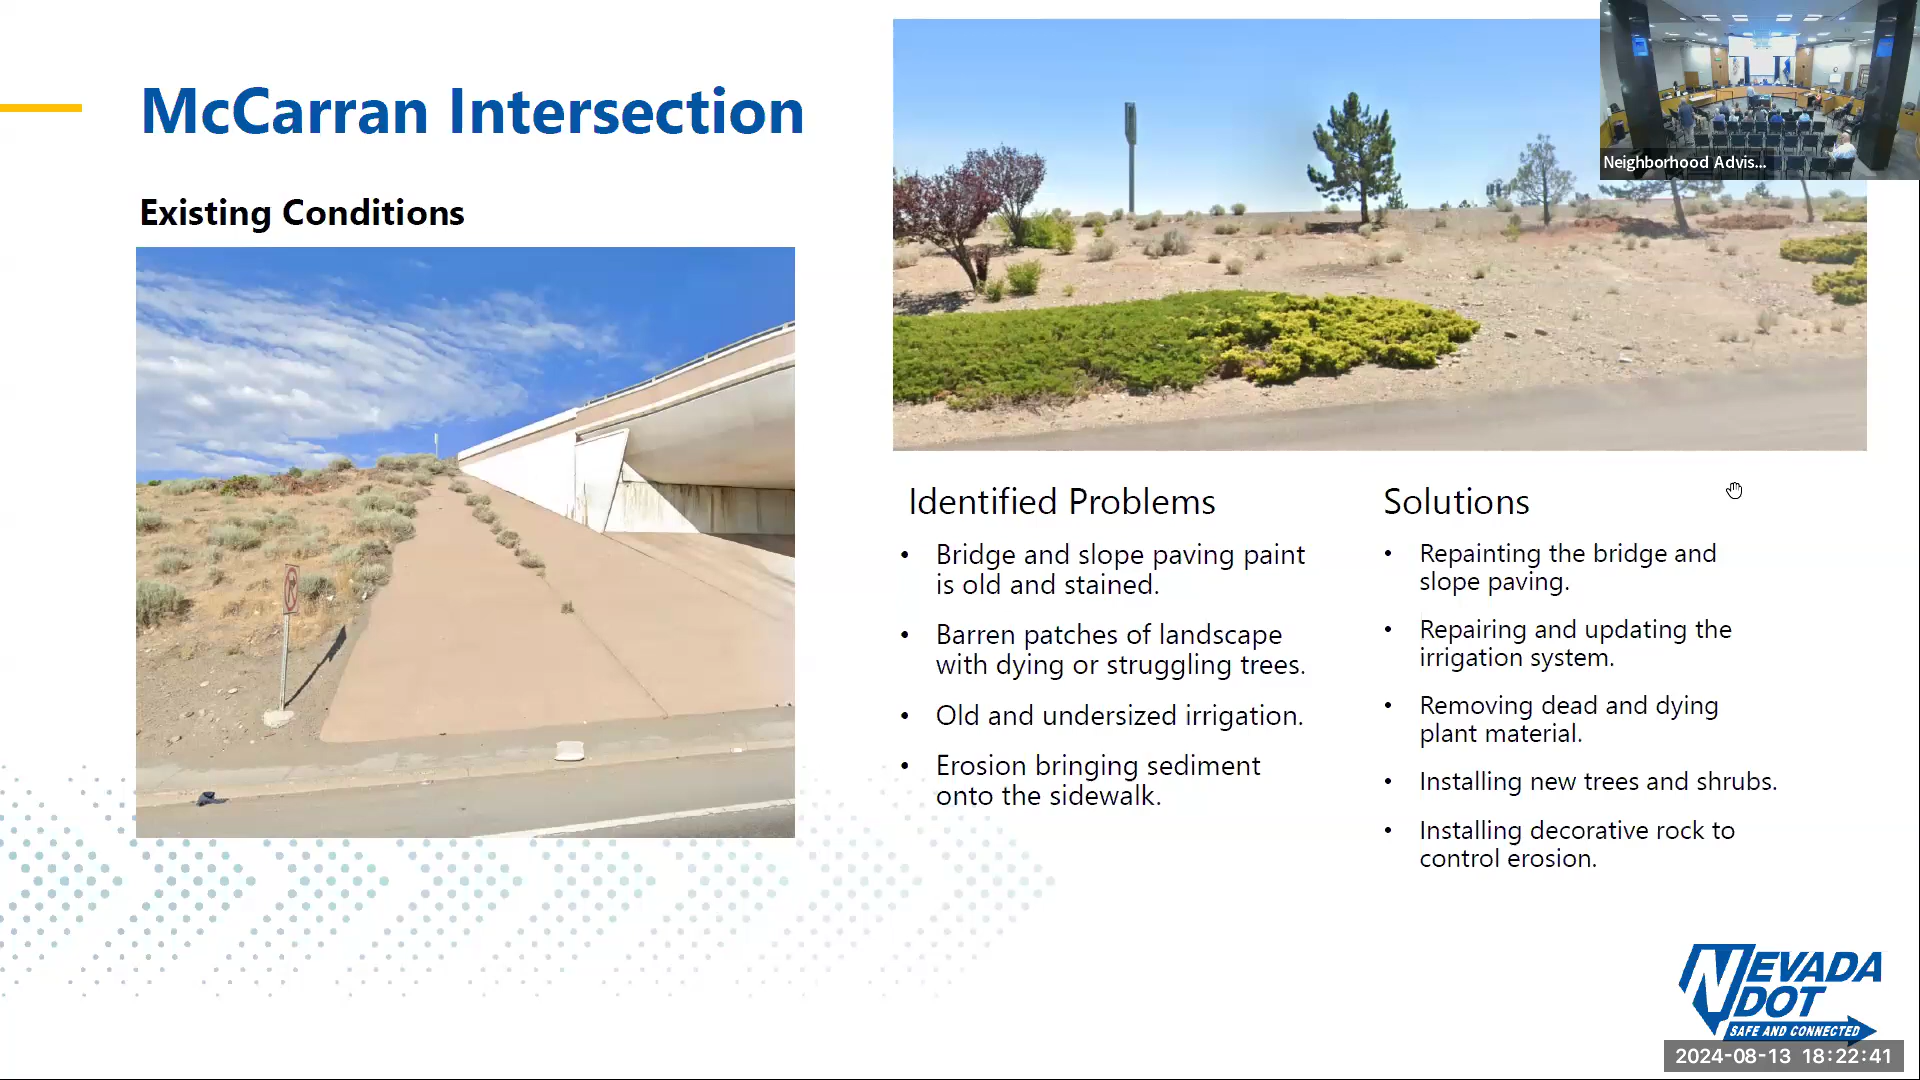 McCarran Intersection
Existing Conditions
Neighborhood Advis...
Identified Problems
• Bridge and slope paving paint
is old and stained.
• Barren patches of landscape
with dying or struggling trees.
• Old and undersized irrigation.
• Erosion bringing sediment
onto the sidewalk.
Solutions
• Repainting the bridge and
slope paving.
• Repairing and updating the
irrigation system.
• Removing dead and dying
plant material.
• Installing new trees and shrubs.
• Installing decorative rock to
control erosion.
NEVADA
DOT
SAFE AND CONNECTED
2024-08-13 18:22:41